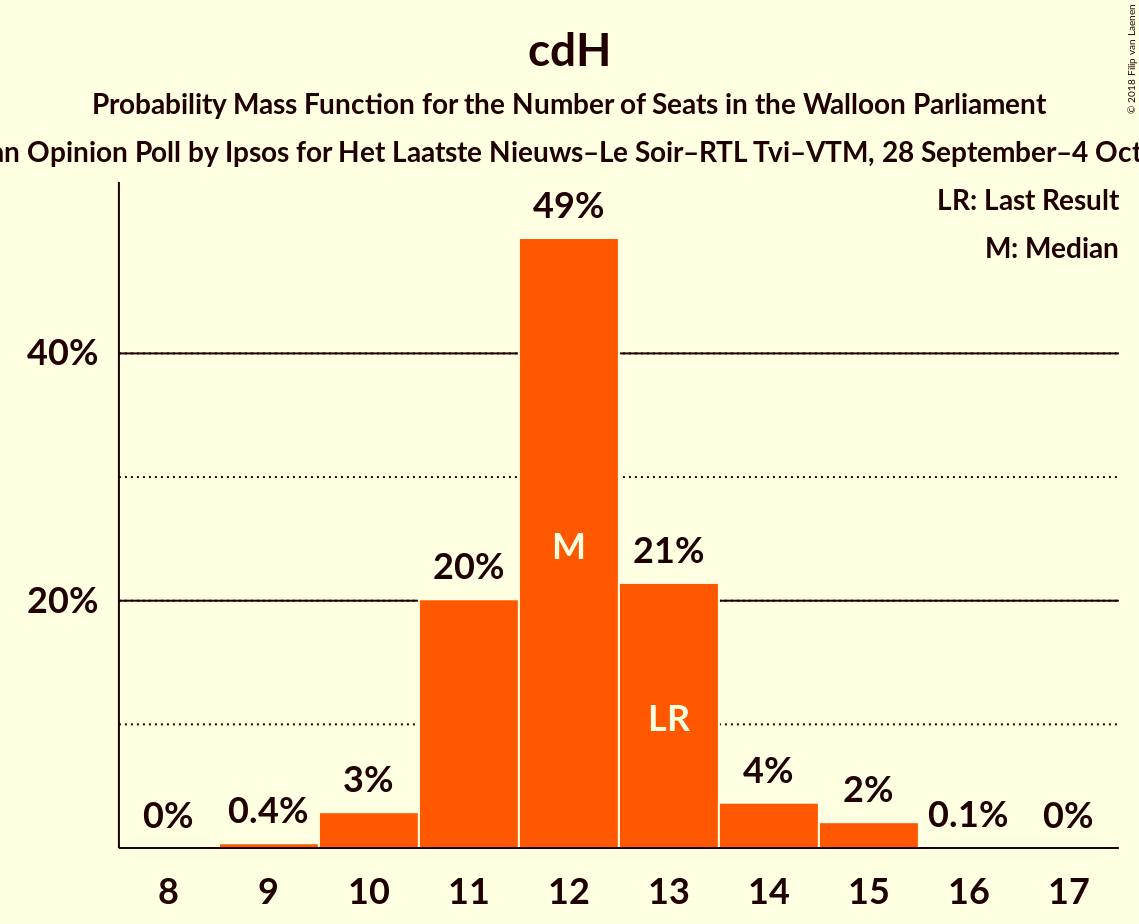 cdH
Probability Mass Function for the Number of Seats in the Walloon Parliament
Opinion Poll by Ipsos for Het Laatste Nieuws–Le Soir–RTL Tvi–VTM, 28 September–4
LR: Last Result
M: Median
© 2018 Filip van Laenen
40%
20%
0%
0.4%
3%
20%
49%
21%
4%
2%
0.1%
0%
M
LR
8 9 10 11 12 13 14 15 16 17